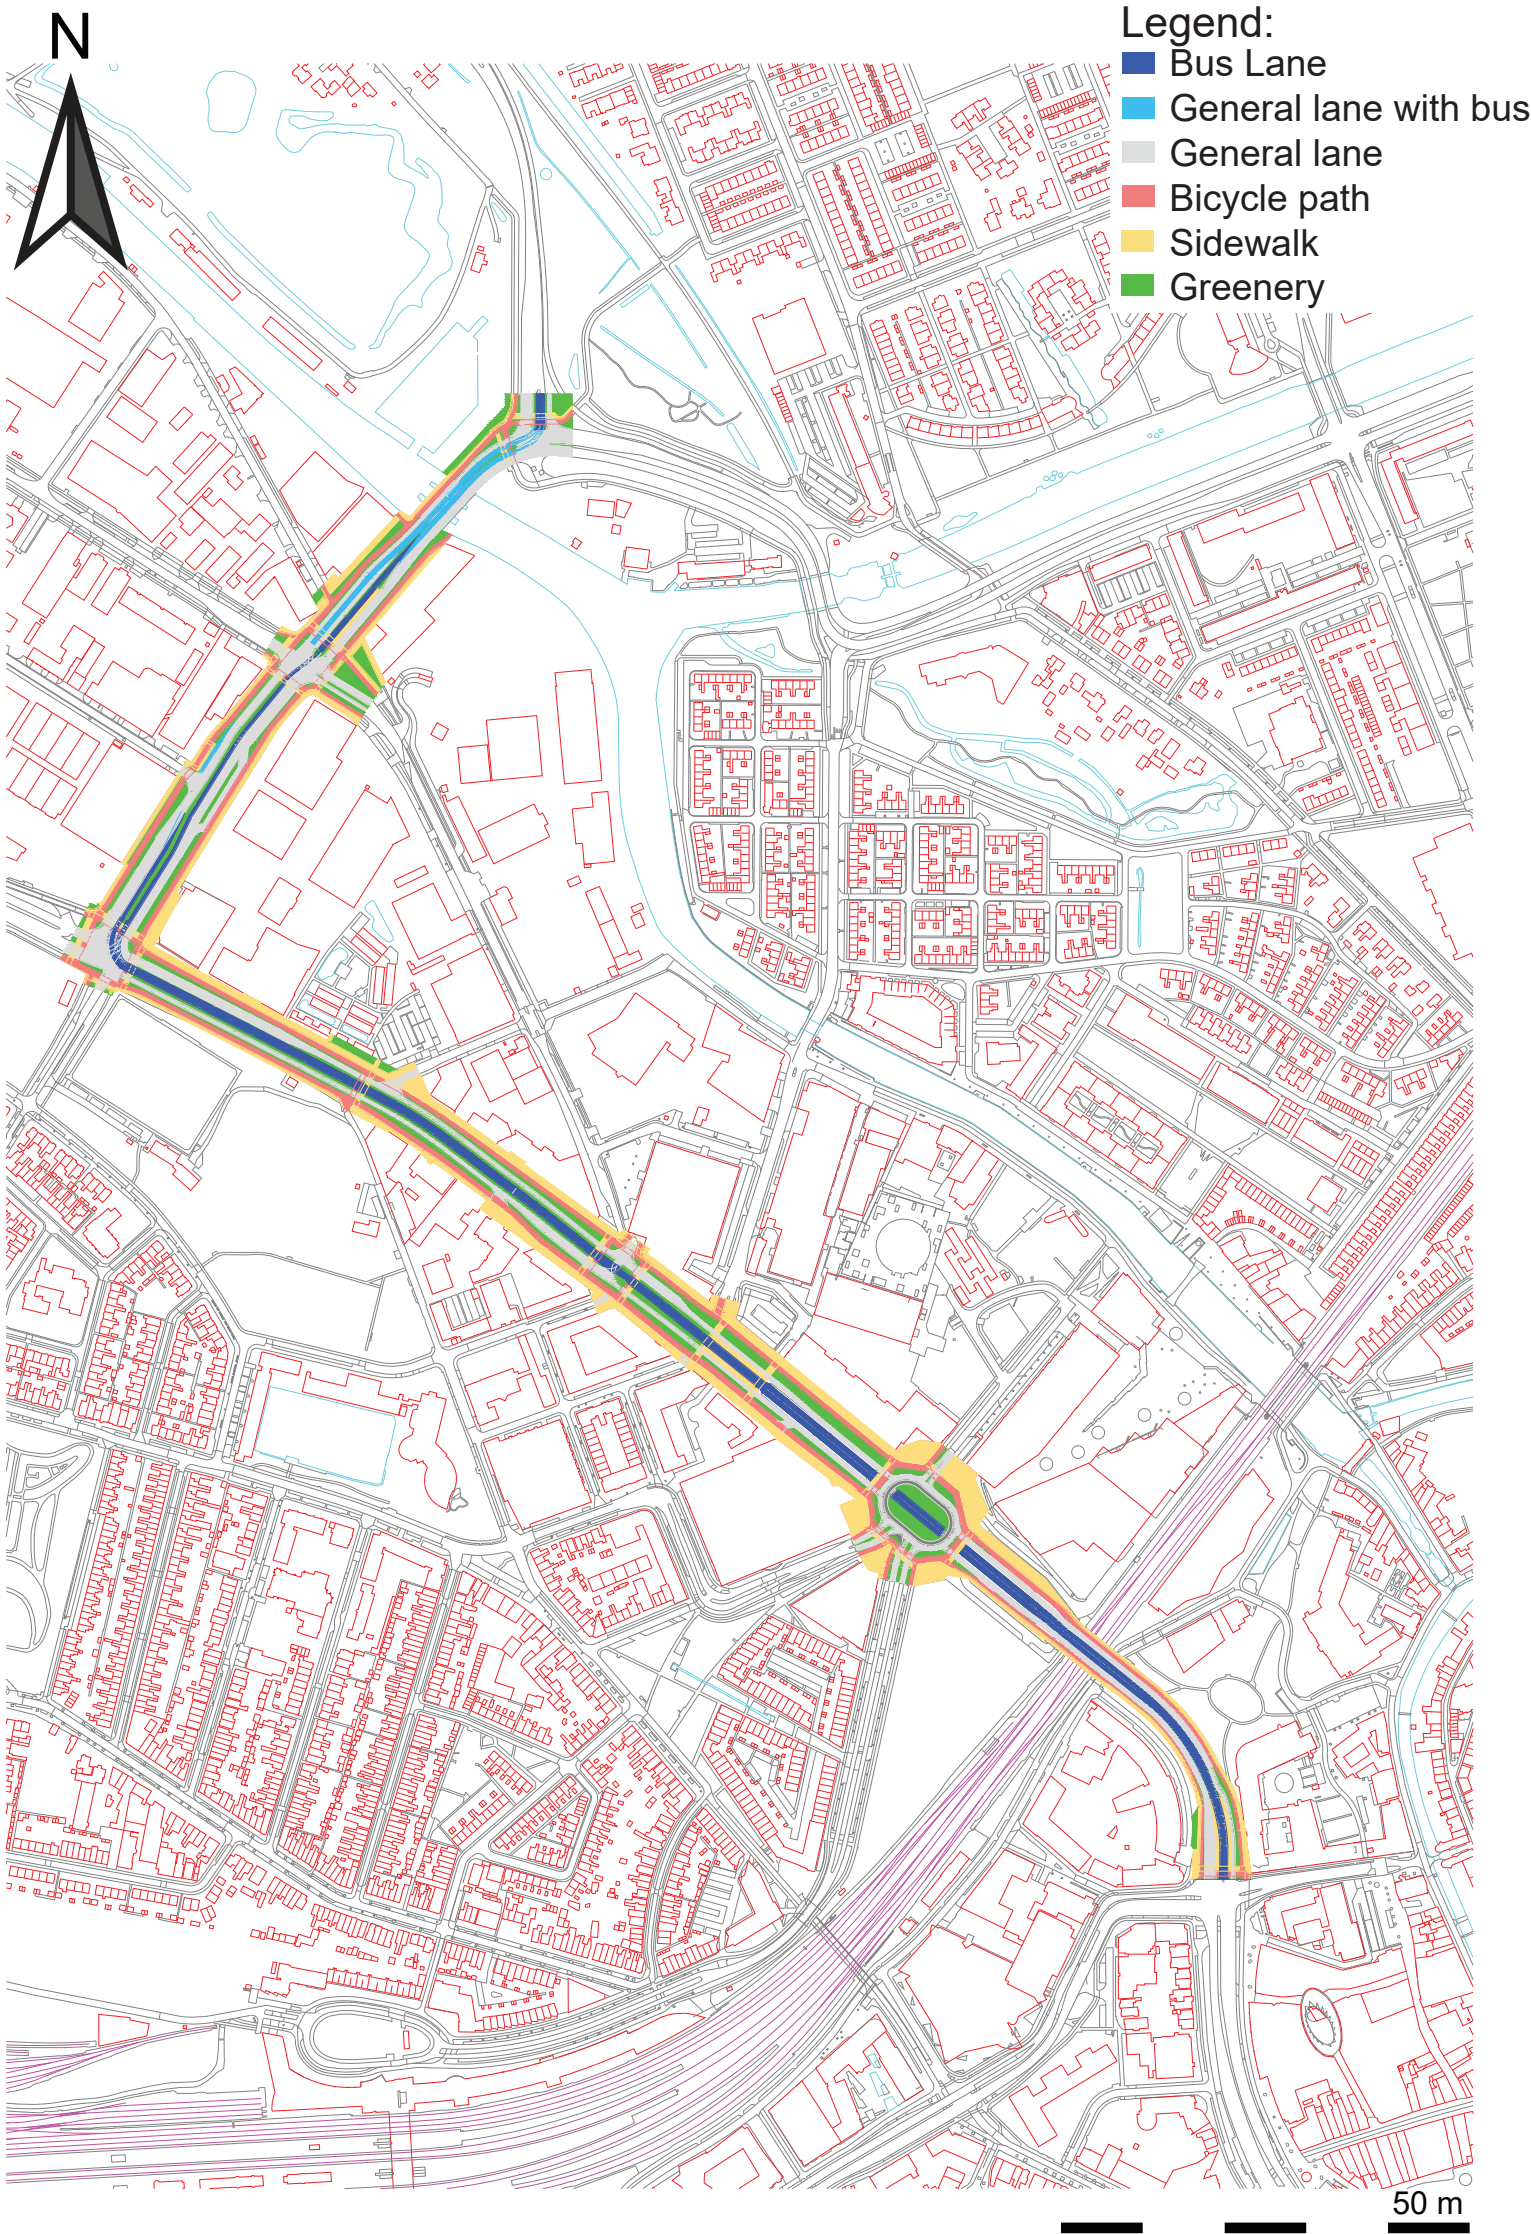 N
Legend:
Bus Lane
General lane with bus
General lane
Bicycle path
Sidewalk
Greenery
50 m